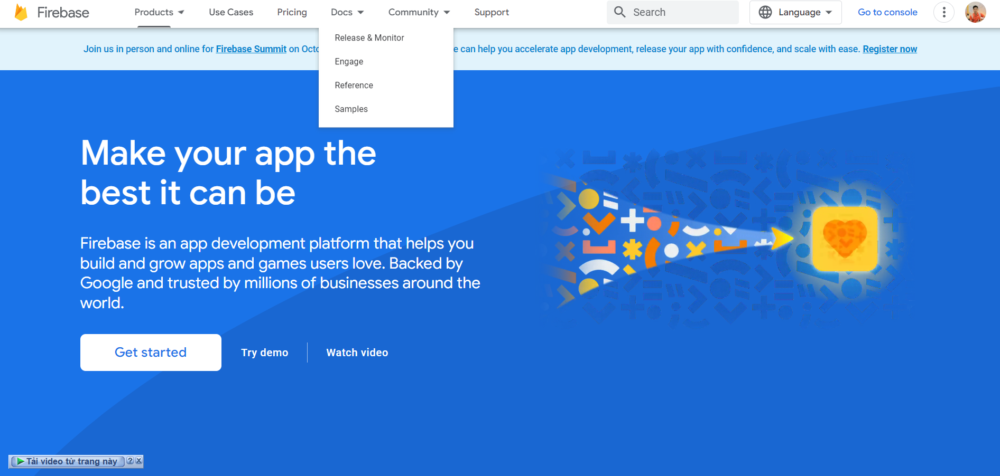 Firebase
Products
Use Cases
Pricing
Docs
Community
Support
Search
Language
Go to console
Release & Monitor
Engage
Reference
Samples
Join us in person and online for Firebase Summit on
can help you accelerate app development, release your app with confidence, and scale with ease. Register now
Make your app the
best it can be
Firebase is an app development platform that helps you
build and grow apps and games users love. Backed by
Google and trusted by millions of businesses around the
world.
Get started
Try demo
Watch video
Tải video từ trang này ? X